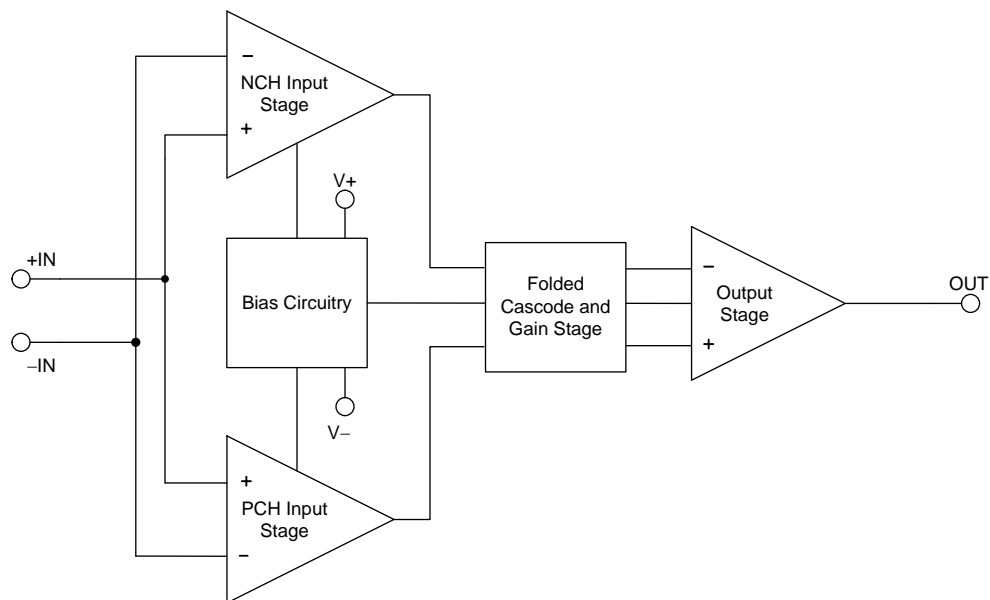 −
NCH Input
Stage
+
V+
+IN
−IN
Bias Circuitry
V−
Folded
Cascode and
Gain Stage
−
Output
Stage
+
OUT
+
PCH Input
Stage
−